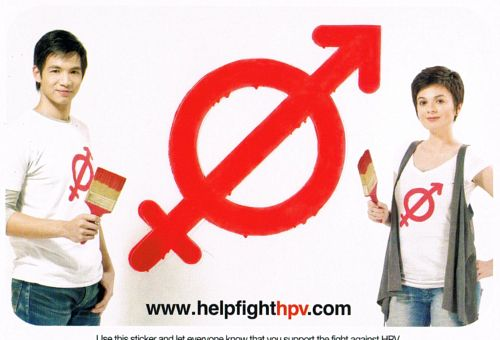 www.helpfighthpv.com
Use this sticker and let everyone know that you support the fight against HPV